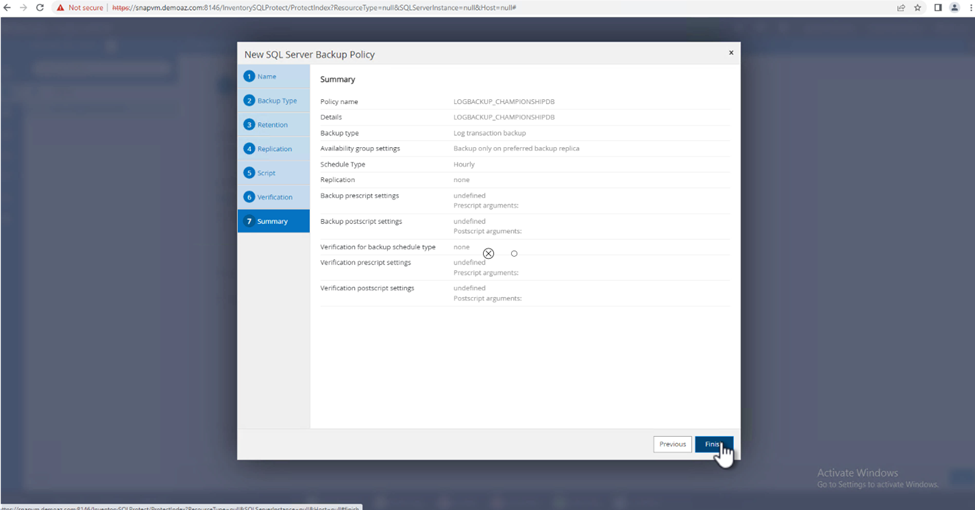 Not secure | https://snapvm.demoaz.com:8146/InventorySQLProtect/ProtectIndex?ResourceType=null&SQLServerInstance=null&Host=null#
New SQL Server Backup Policy
x
1 Name
2 Backup Type
3 Retention
4 Replication
5 Script
6 Verification
7 Summary
Summary
Policy name LOGBACKUP_CHAMPIONSHIPDB
Details LOGBACKUP_CHAMPIONSHIPDB
Backup type Log transaction backup
Availability group settings Backup only on preferred backup replica
Schedule Type Hourly
Replication none
Backup prescript settings undefined
Prescript arguments:
Backup postscript settings undefined
Postscript arguments:
Verification for backup schedule type none
Verification prescript settings undefined
Prescript arguments:
Verification postscript settings undefined
Postscript arguments:
Previous
Activate Windows
Go to Settings to activate Windows.